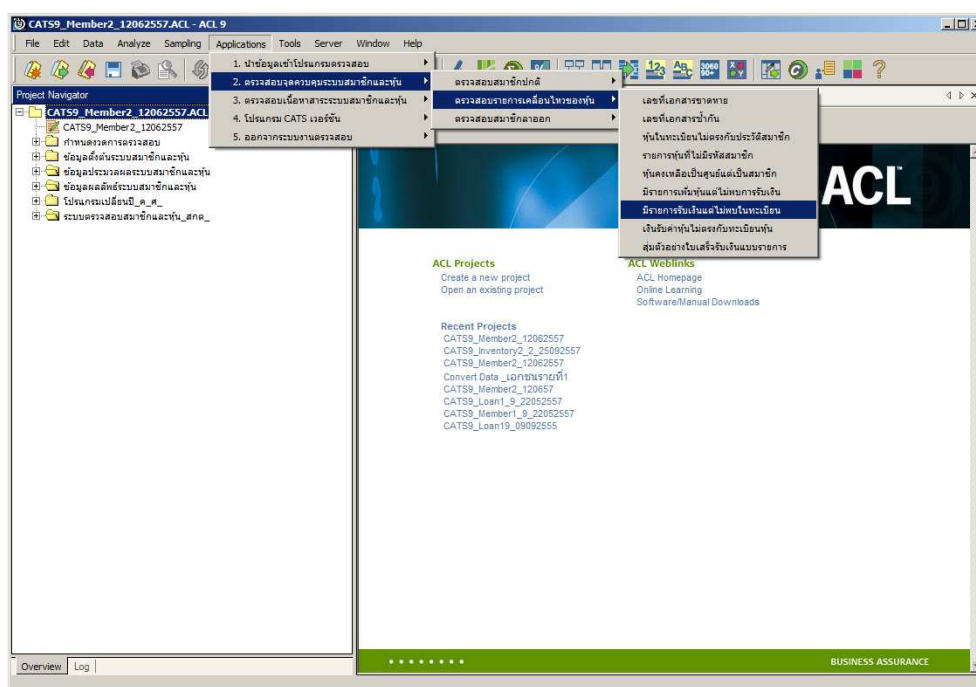 CATS9_Member2_12062557.ACL - ACL 9
File Edit Data Analyze Sampling Applications Tools Server Window Help
Project Navigator
CATS9_Member2_12062557.ACL
CATS9_Member2_12062557
กำหนดงวดการตรวจสอบ
ข้อมูลตั้งต้นระบบสมาชิกและหุ้น
ข้อมูลประมวลผลระบบสมาชิกและหุ้น
ข้อมูลผลลัพธ์ระบบสมาชิกและหุ้น
โปรแกรมเปลี่ยนปี_ค_ศ_
ระบบตรวจสอบสมาชิกและหุ้น_สกต_
1. นำข้อมูลเข้าโปรแกรมตรวจสอบ
2. ตรวจสอบจุดควบคุมระบบสมาชิกและหุ้น
3. ตรวจสอบเนื้อหาสาระระบบสมาชิกและหุ้น
4. โปรแกรม CATS เวอร์ชัน
5. ออกจากระบบงานตรวจสอบ
ตรวจสอบสมาชิกปกติ
ตรวจสอบรายการเคลื่อนไหวของหุ้น
ตรวจสอบสมาชิกลาออก
เลขที่เอกสารขาดหาย
เลขที่เอกสารซ้ำกัน
หุ้นในทะเบียนไม่ตรงกับประวัติสมาชิก
รายการหุ้นที่ไม่มีรหัสสมาชิก
หุ้นคงเหลือเป็นศูนย์แต่เป็นสมาชิก
มีรายการเพิ่มหุ้นแต่ไม่พบการรับเงิน
มีรายการรับเงินแต่ไม่พบในทะเบียน
เงินรับค่าหุ้นไม่ตรงกับทะเบียนหุ้น
สุ่มตัวอย่างใบเสร็จรับเงินแบบรายการ
ACL™
ACL Projects
Create a new project
Open an existing project
Recent Projects
CATS9_Member2_12062557
CATS9_Inventory2_2_25092557
CATS9_Member2_12062557
Convert Data _เอกชนรายที่1
CATS9_Member2_120657
CATS9_Loan1_9_22052557
CATS9_Member1_9_22052557
CATS9_Loan19_09092555
ACL Weblinks
ACL Homepage
Online Learning
Software/Manual Downloads
BUSINESS ASSURANCE
Overview Log